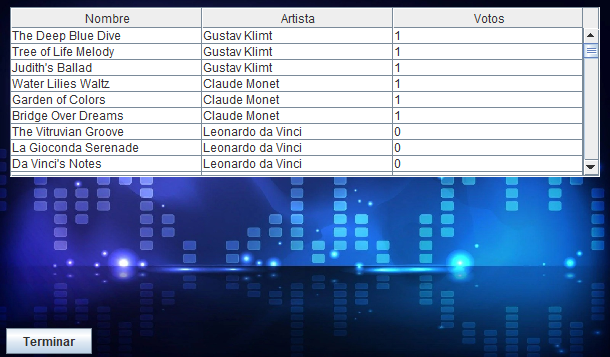 Nombre Artista Votos
The Deep Blue Dive Gustav Klimt 1
Tree of Life Melody Gustav Klimt 1
Judith's Ballad Gustav Klimt 1
Water Lilies Waltz Claude Monet 1
Garden of Colors Claude Monet 1
Bridge Over Dreams Claude Monet 1
The Vitruvian Groove Leonardo da Vinci 0
La Gioconda Serenade Leonardo da Vinci 0
Da Vinci's Notes Leonardo da Vinci 0
Terminar